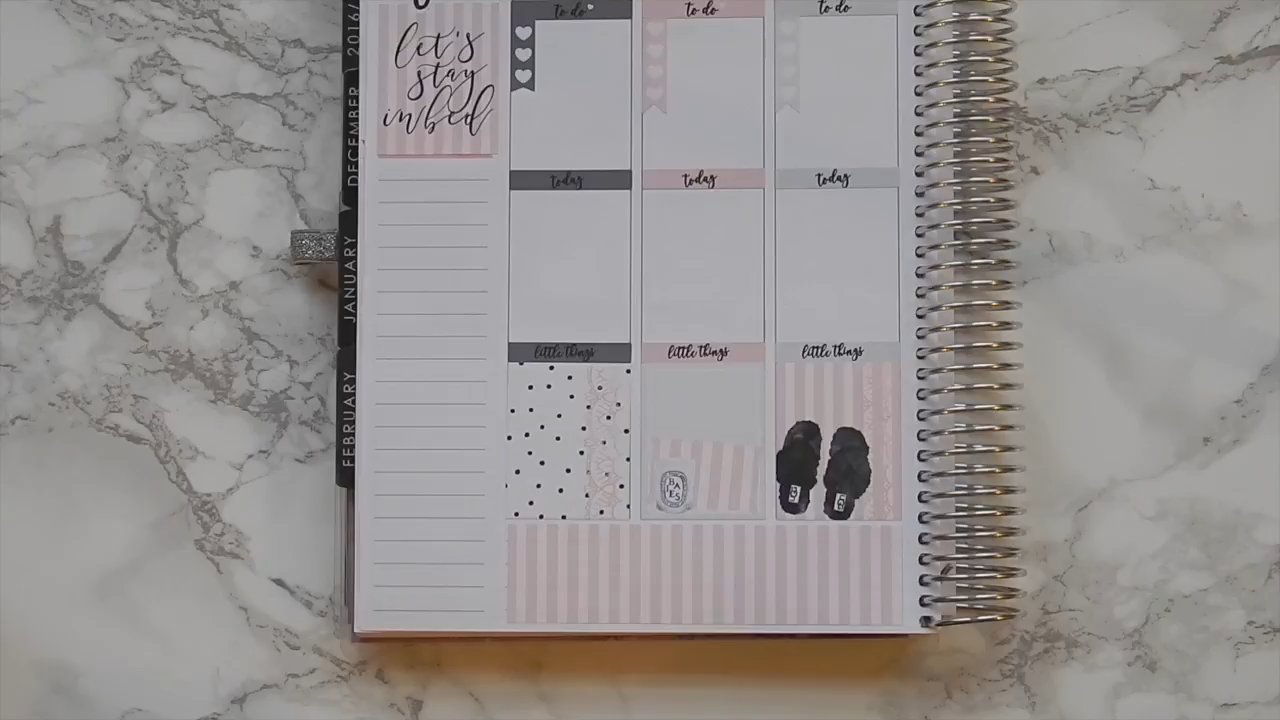 to do
to do
to do
let's
stay
in bed
today
today
today
little things
little things
little things
2016/
DECEMBER
JANUARY
FEBRUARY